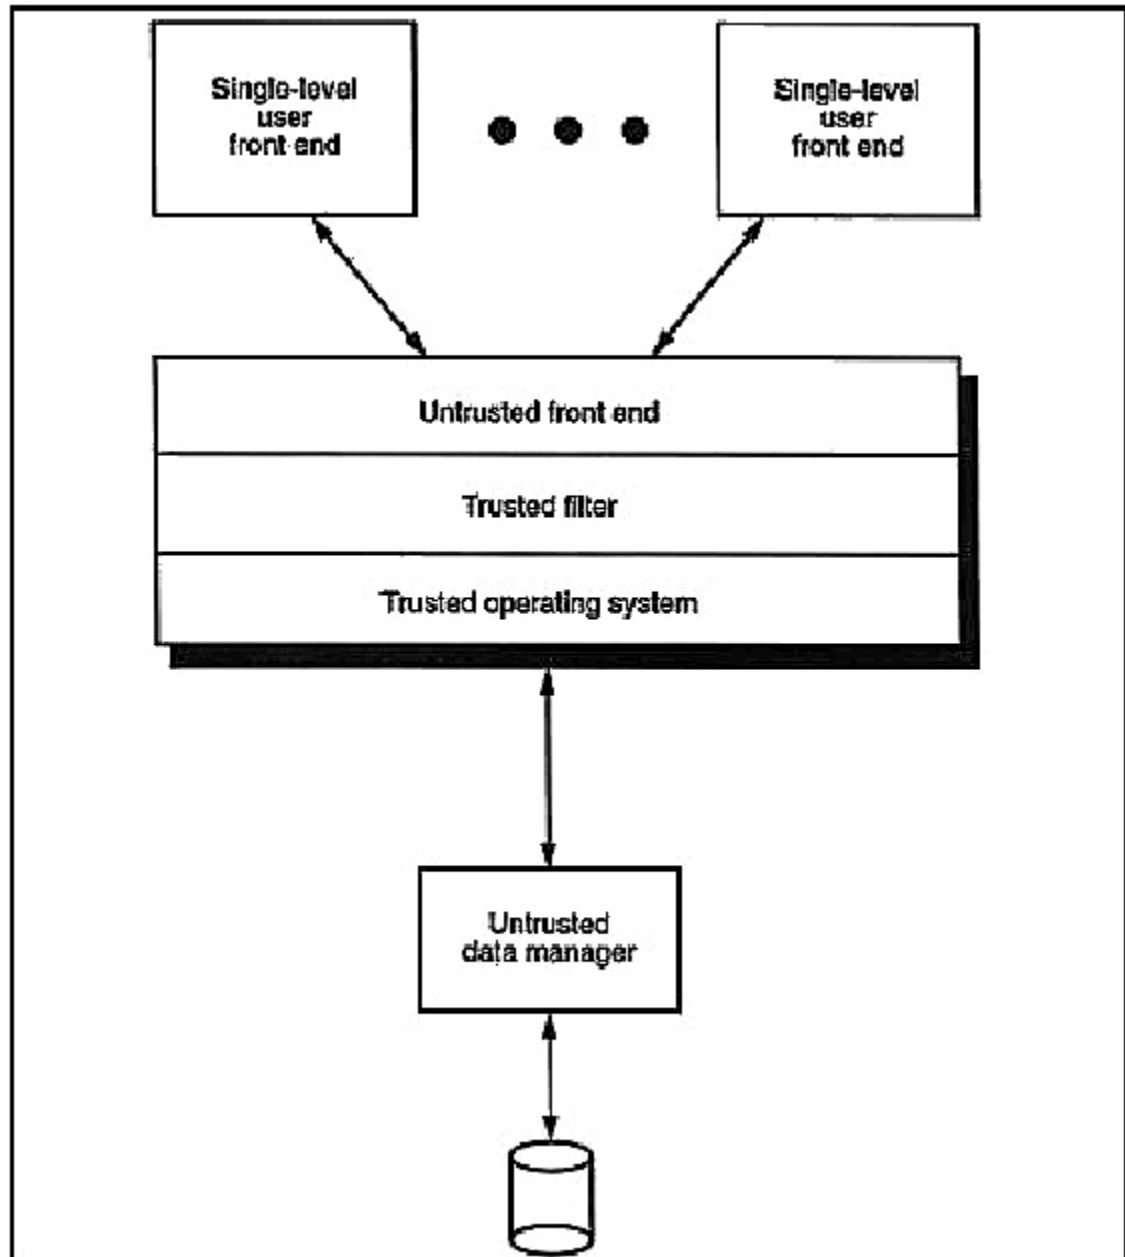 Single-level
user
front end
Single-level
user
front end
Untrusted front end
Trusted filter
Trusted operating system
Untrusted
data manager